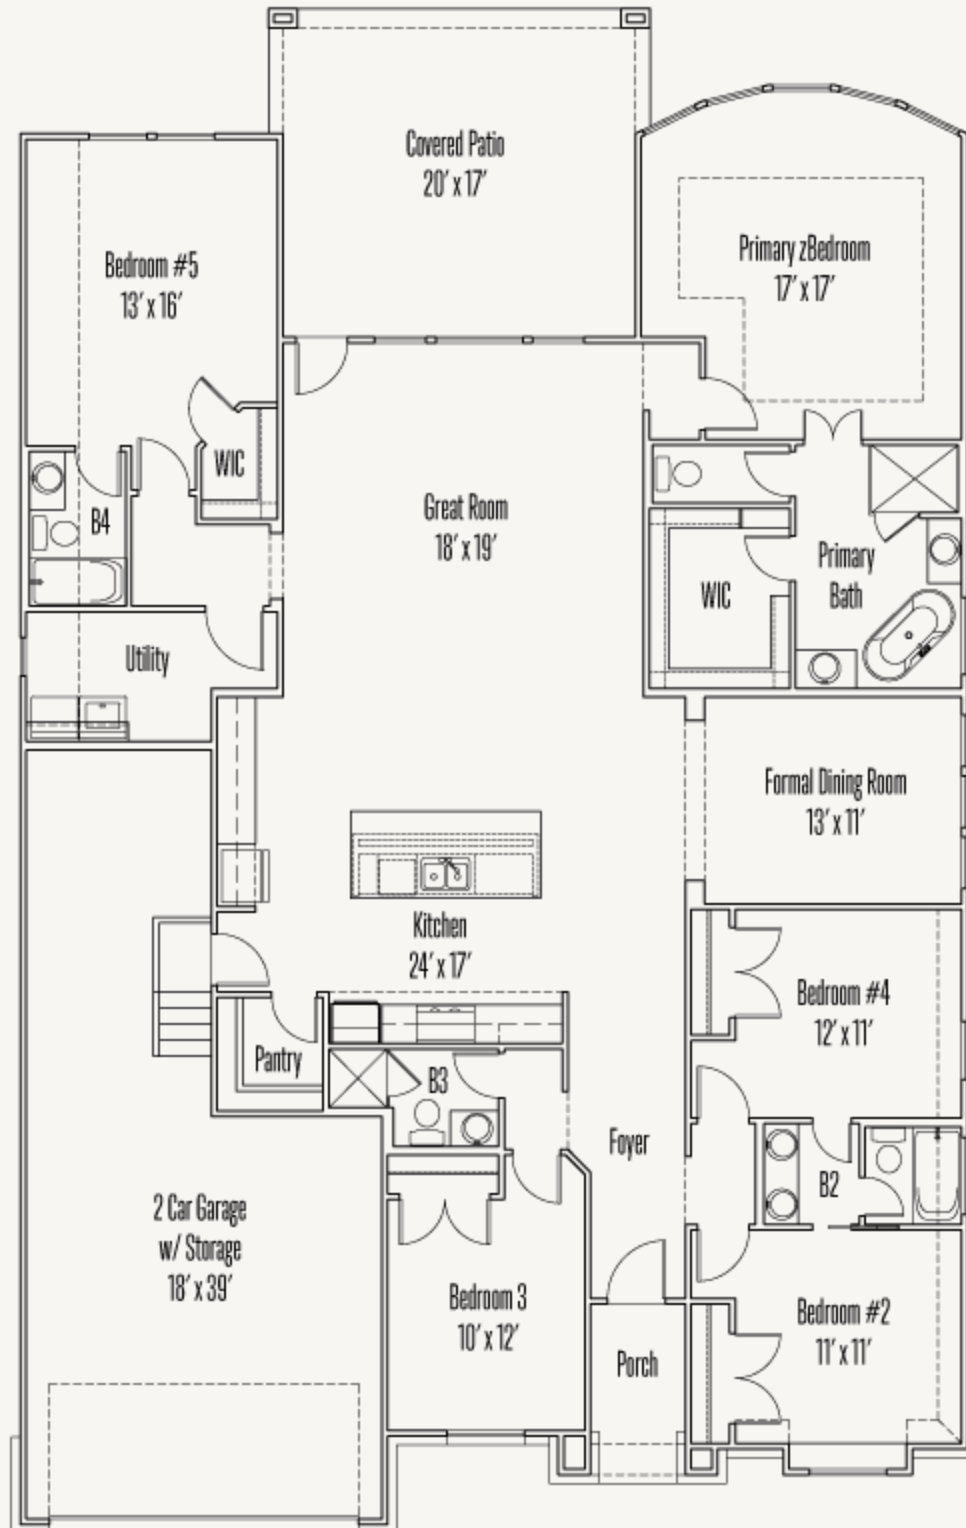 Covered Patio
20' x 17'
Primary zBedroom
17' x 17'
Bedroom #5
13' x 16'
WIC
B4
Great Room
18' x 19'
Primary
Bath
WIC
Utility
Formal Dining Room
13' x 11'
Kitchen
24' x 17'
Bedroom #4
12' x 11'
Pantry
B3
Foyer
B2
2 Car Garage
w/ Storage
18' x 39'
Bedroom 3
10' x 12'
Bedroom #2
11' x 11'
Porch